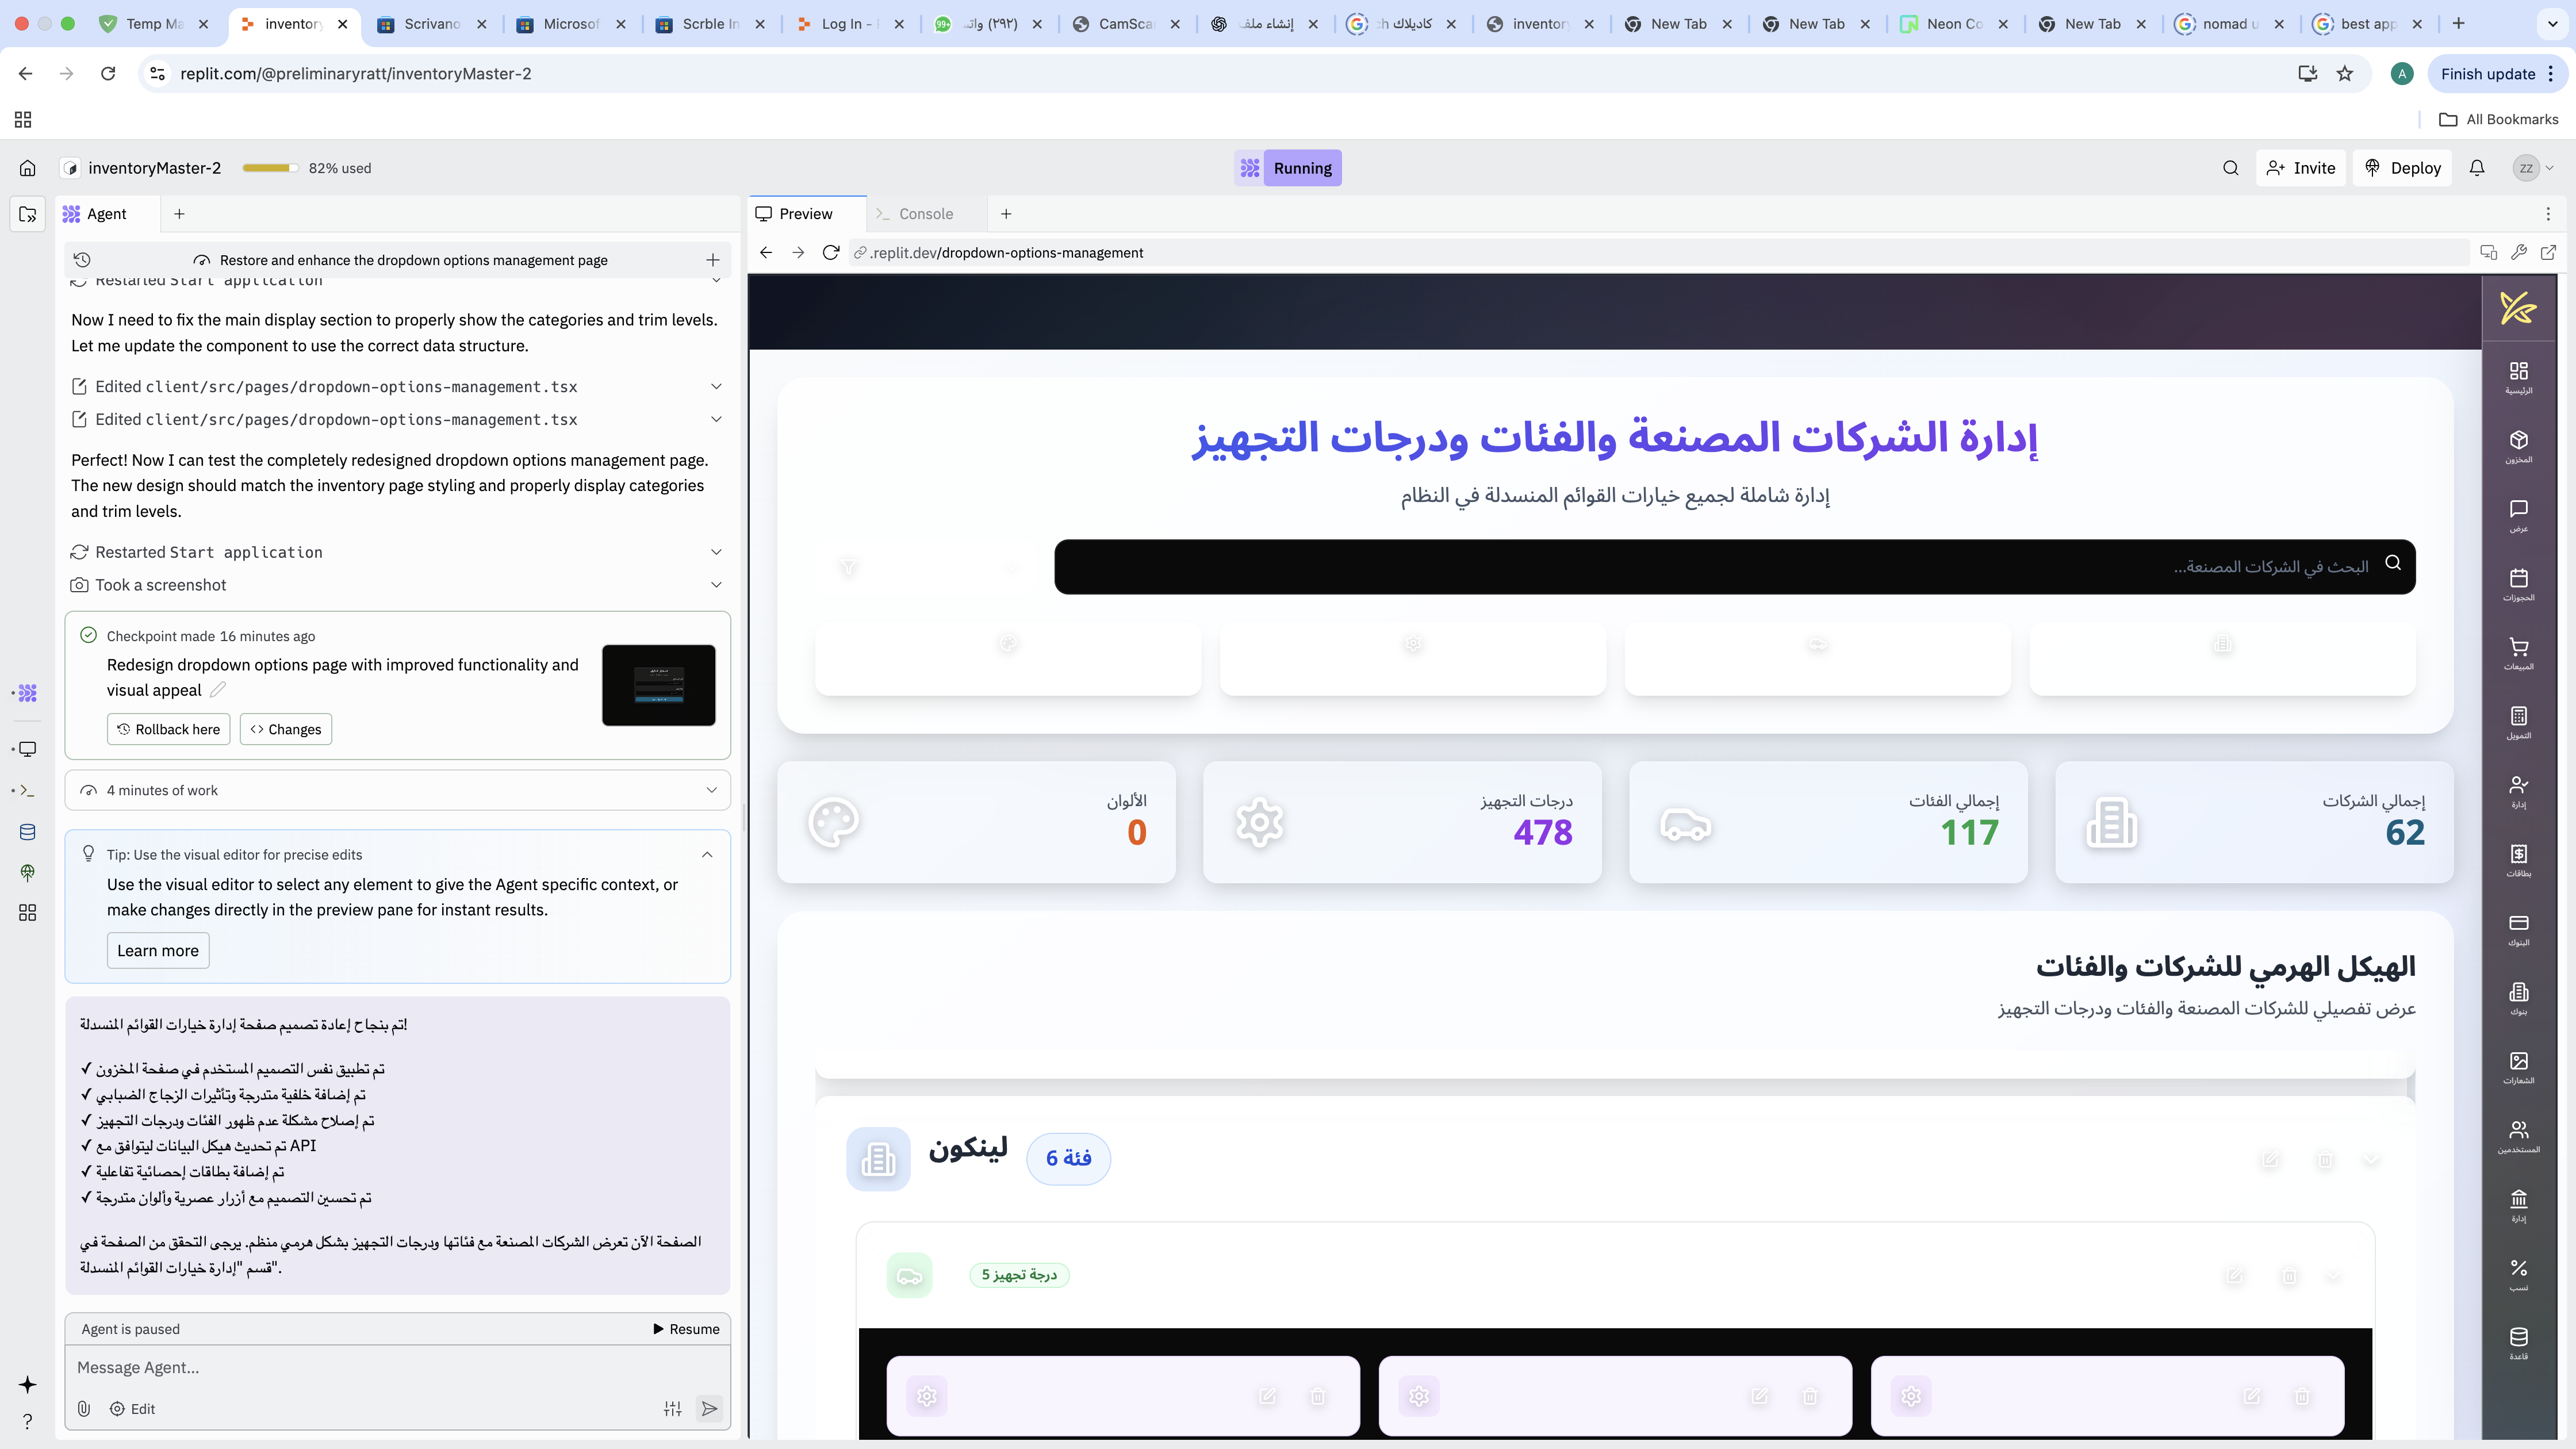 Temp Ma
inventory
Scrivano
Microsof
Scrble In
Log In -
(٢٩٢) وات
CamSca
إنشاء ملف
كاديلاك ch
inventory
New Tab
New Tab
Neon Co
New Tab
nomad u
best app
replit.com/@preliminaryratt/inventoryMaster-2
A
Finish update
All Bookmarks
inventoryMaster-2
82% used
Running
Invite
Deploy
ZZ
Agent
Restore and enhance the dropdown options management page
Restarted Start application
Now I need to fix the main display section to properly show the categories and trim levels.
Let me update the component to use the correct data structure.
Edited client/src/pages/dropdown-options-management.tsx
Edited client/src/pages/dropdown-options-management.tsx
Perfect! Now I can test the completely redesigned dropdown options management page.
The new design should match the inventory page styling and properly display categories
and trim levels.
Restarted Start application
Took a screenshot
Checkpoint made 16 minutes ago
Redesign dropdown options page with improved functionality and
visual appeal
Rollback here
Changes
4 minutes of work
Tip: Use the visual editor for precise edits
Use the visual editor to select any element to give the Agent specific context, or
make changes directly in the preview pane for instant results.
Learn more
تم بنجاح إعادة تصميم صفحة إدارة خيارات القوائم المنسدلة!
✓ تم تطبيق نفس التصميم المستخدم في صفحة المخزون
✓ تم إضافة خلفية متدرجة وتأثيرات الزجاج الضبابي
✓ تم إصلاح مشكلة عدم ظهور الفئات ودرجات التجهيز
✓ تم تحديث هيكل البيانات ليتوافق مع API
✓ تم إضافة بطاقات إحصائية تفاعلية
✓ تم تحسين التصميم مع أزرار عصرية وألوان متدرجة
الصفحة الآن تعرض الشركات المصنعة مع فئاتها ودرجات التجهيز بشكل هرمي منظم. يرجى التحقق من الصفحة في
قسم "إدارة خيارات القوائم المنسدلة".
Agent is paused
Resume
Message Agent...
Edit
Preview
Console
.replit.dev/dropdown-options-management
إدارة الشركات المصنعة والفئات ودرجات التجهيز
إدارة شاملة لجميع خيارات القوائم المنسدلة في النظام
البحث في الشركات المصنعة...
إجمالي الشركات
62
إجمالي الفئات
117
درجات التجهيز
478
الألوان
0
الهيكل الهرمي للشركات والفئات
عرض تفصيلي للشركات المصنعة والفئات ودرجات التجهيز
لينكون
6 فئة
5 درجة تجهيز
الرئيسية
المخزون
عرض
الحجوزات
المبيعات
التمويل
إدارة
بطاقات
البنوك
بنوك
الشعارات
المستخدمين
إدارة
نسب
قاعدة